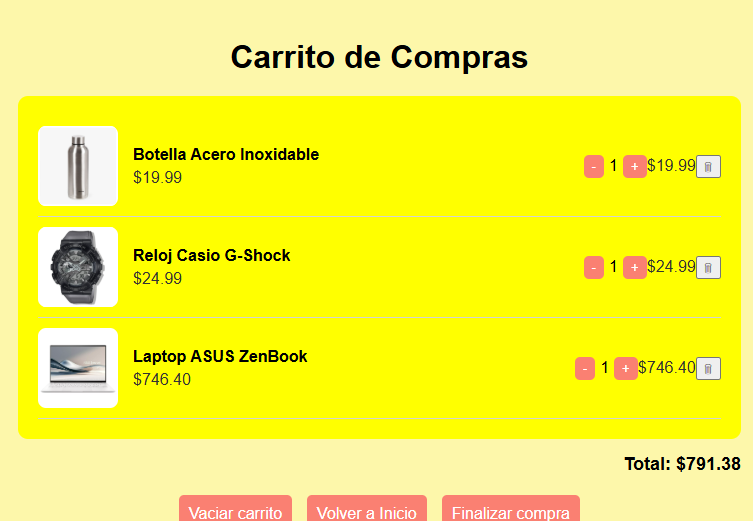 Carrito de Compras
Botella Acero Inoxidable
$19.99
- 1 + $19.99
Reloj Casio G-Shock
$24.99
- 1 + $24.99
Laptop ASUS ZenBook
$746.40
- 1 + $746.40
Total: $791.38
Vaciar carrito Volver a Inicio Finalizar compra